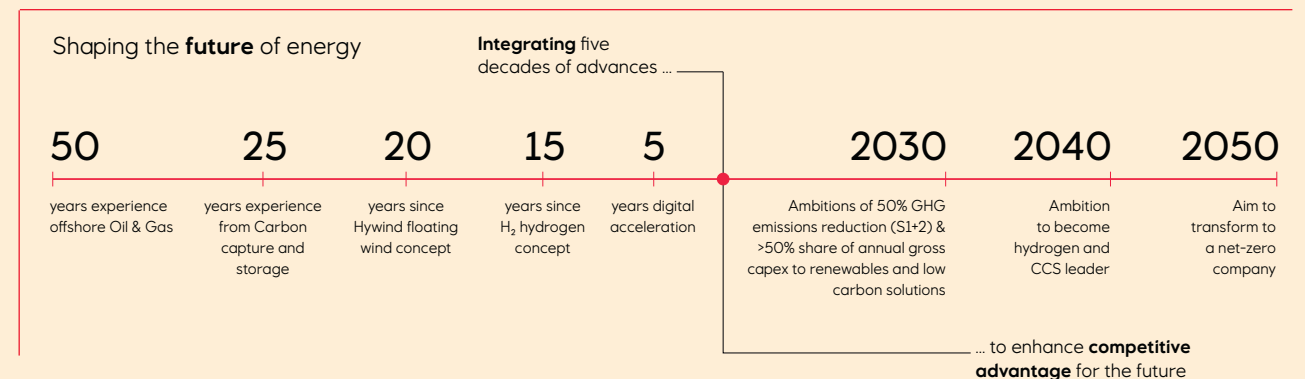 Shaping the future of energy
Integrating five
decades of advances ...
50
years experience
offshore Oil & Gas
25
years experience
from Carbon
capture and
storage
20
years since
Hywind floating
wind concept
15
years since
H₂ hydrogen
concept
5
years digital
acceleration
2030
Ambitions of 50% GHG
emissions reduction (S1+2) &
>50% share of annual gross
capex to renewables and low
carbon solutions
2040
Ambition
to become
hydrogen and
CCS leader
2050
Aim to
transform to
a net-zero
company
... to enhance competitive
advantage for the future